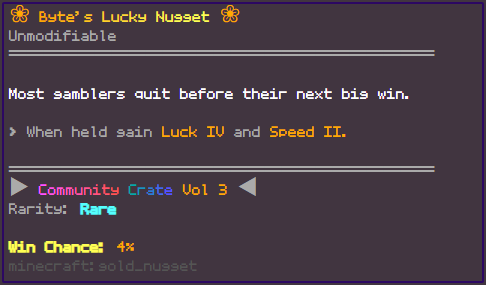 ❀ Byte's Lucky Nugget ❀
Unmodifiable
Most gamblers quit before their next big win.
> When held gain Luck IV and Speed II.
▶ Community Crate Vol 3 ◀
Rarity: Rare
Win Chance: 4%
minecraft:gold_nugget